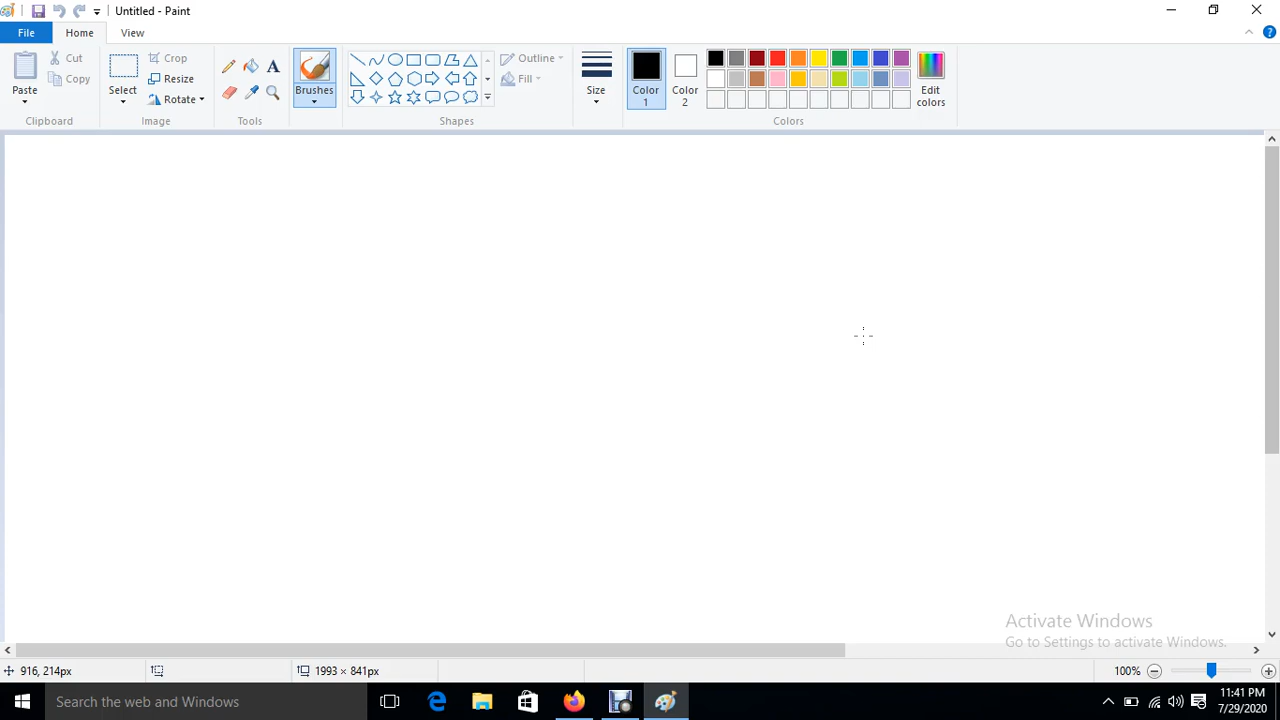 Untitled - Paint
File Home View
Paste
Cut
Copy
Clipboard
Select
Crop
Resize
Rotate
Image
Tools
Brushes
Shapes
Outline
Fill
Size
Color 1
Color 2
Colors
Edit colors
Activate Windows
Go to Settings to activate Windows.
916, 214px
1993 × 841px
100%
Search the web and Windows
11:41 PM
7/29/2020